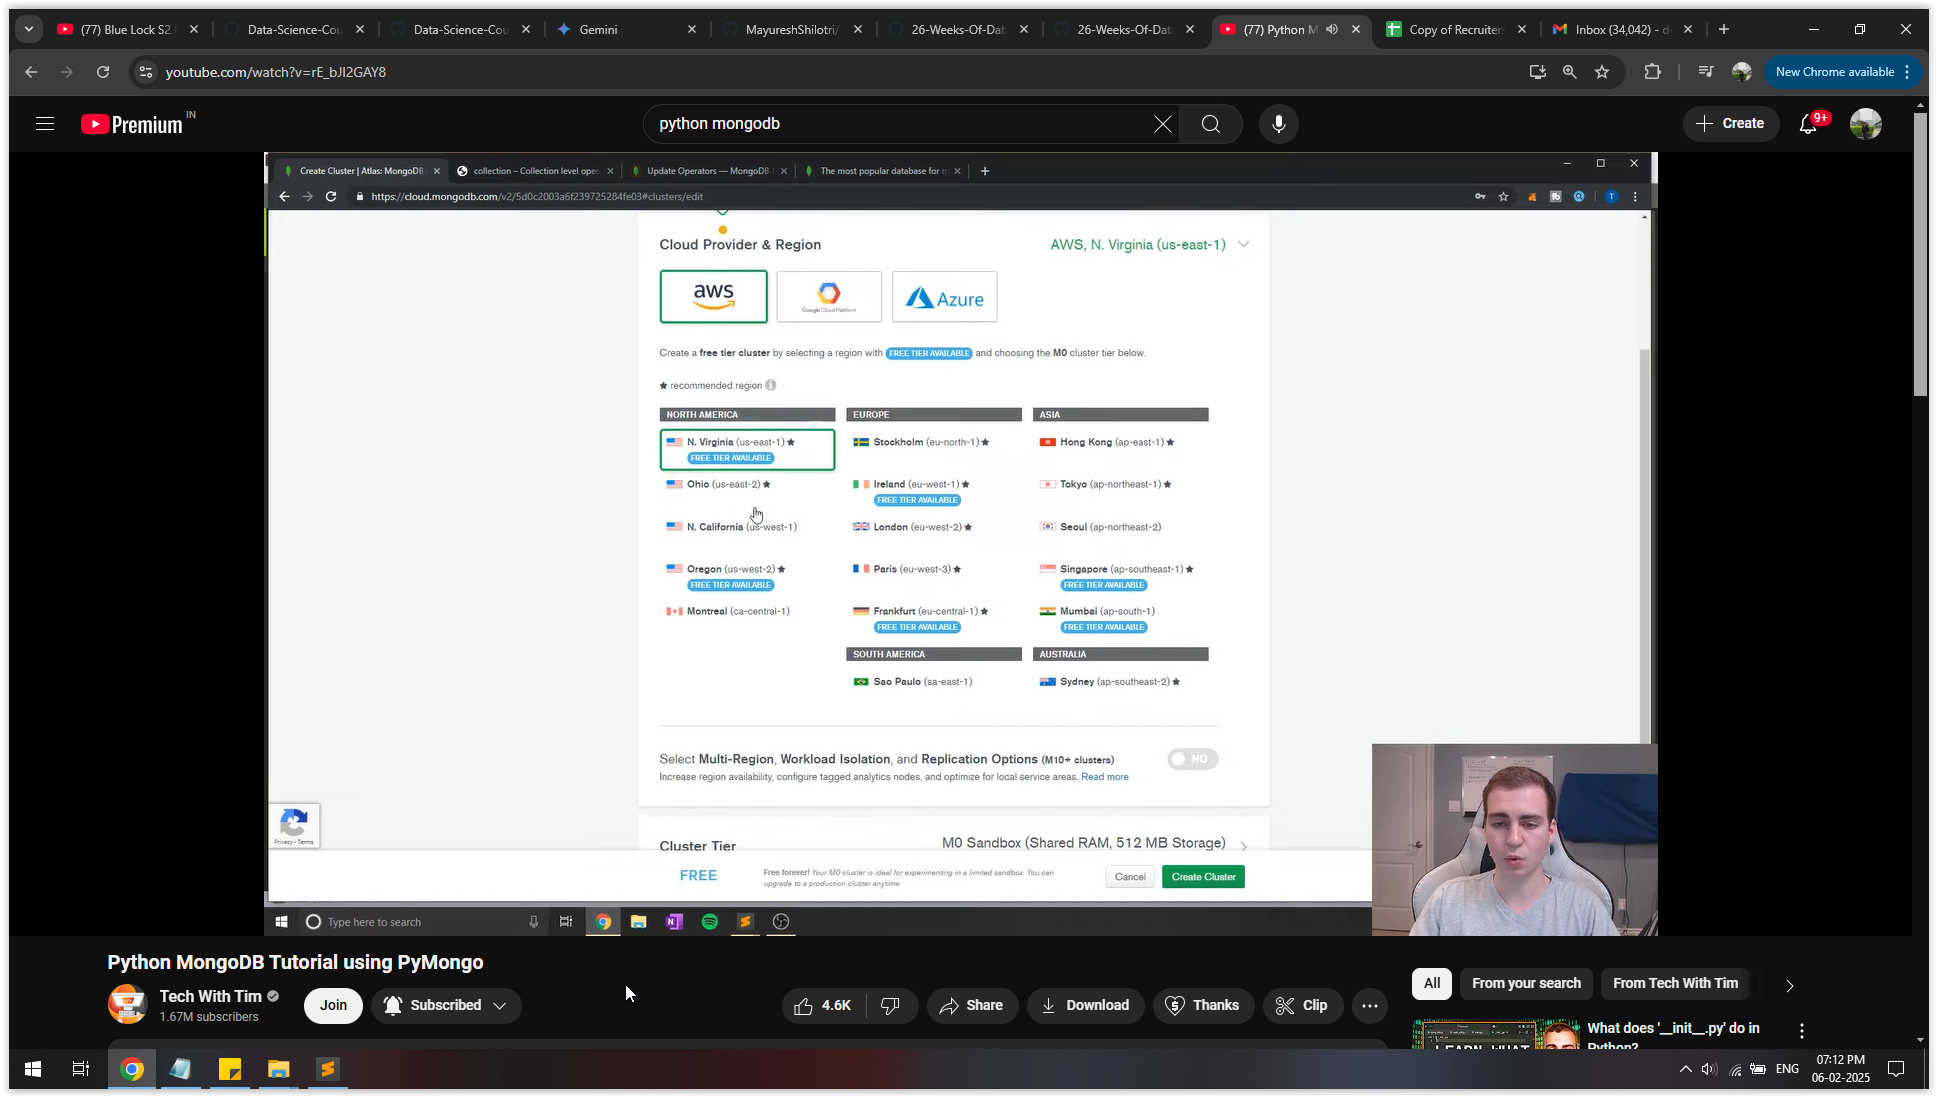 (77) Blue Lock S2
Data-Science-Cou
Data-Science-Cou
Gemini
MayureshShilotri/
26-Weeks-Of-Dat
26-Weeks-Of-Dat
(77) Python M
Copy of Recruiters
Inbox (34,042) - d
youtube.com/watch?v=rE_bJl2GAY8
New Chrome available
Premium IN
python mongodb
Create
9+
Create Cluster | Atlas: MongoDB
collection – Collection level oper
Update Operators — MongoDB
The most popular database for m
https://cloud.mongodb.com/v2/5d0c2003a6f239725284fe03#clusters/edit
Cloud Provider & Region
AWS, N. Virginia (us-east-1)
aws
Google Cloud Platform
Azure
Create a free tier cluster by selecting a region with FREE TIER AVAILABLE and choosing the M0 cluster tier below.
★ recommended region
NORTH AMERICA
N. Virginia (us-east-1) ★
FREE TIER AVAILABLE
Ohio (us-east-2) ★
N. California (us-west-1)
Oregon (us-west-2) ★
FREE TIER AVAILABLE
Montreal (ca-central-1)
EUROPE
Stockholm (eu-north-1) ★
Ireland (eu-west-1) ★
FREE TIER AVAILABLE
London (eu-west-2) ★
Paris (eu-west-3) ★
Frankfurt (eu-central-1) ★
FREE TIER AVAILABLE
SOUTH AMERICA
Sao Paulo (sa-east-1)
ASIA
Hong Kong (ap-east-1) ★
Tokyo (ap-northeast-1) ★
Seoul (ap-northeast-2)
Singapore (ap-southeast-1) ★
FREE TIER AVAILABLE
Mumbai (ap-south-1)
FREE TIER AVAILABLE
AUSTRALIA
Sydney (ap-southeast-2) ★
Select Multi-Region, Workload Isolation, and Replication Options (M10+ clusters)
NO
Increase region availability, configure tagged analytics nodes, and optimize for local service areas. Read more
Privacy - Terms
Cluster Tier
M0 Sandbox (Shared RAM, 512 MB Storage)
FREE
Free forever! Your M0 cluster is ideal for experimenting in a limited sandbox. You can
upgrade to a production cluster anytime.
Cancel
Create Cluster
Type here to search
Python MongoDB Tutorial using PyMongo
Tech With Tim
1.67M subscribers
Join
Subscribed
4.6K
Share
Download
Thanks
Clip
All
From your search
From Tech With Tim
LEARN WHAT
What does '__init__.py' do in
Python?
ENG
07:12 PM
06-02-2025